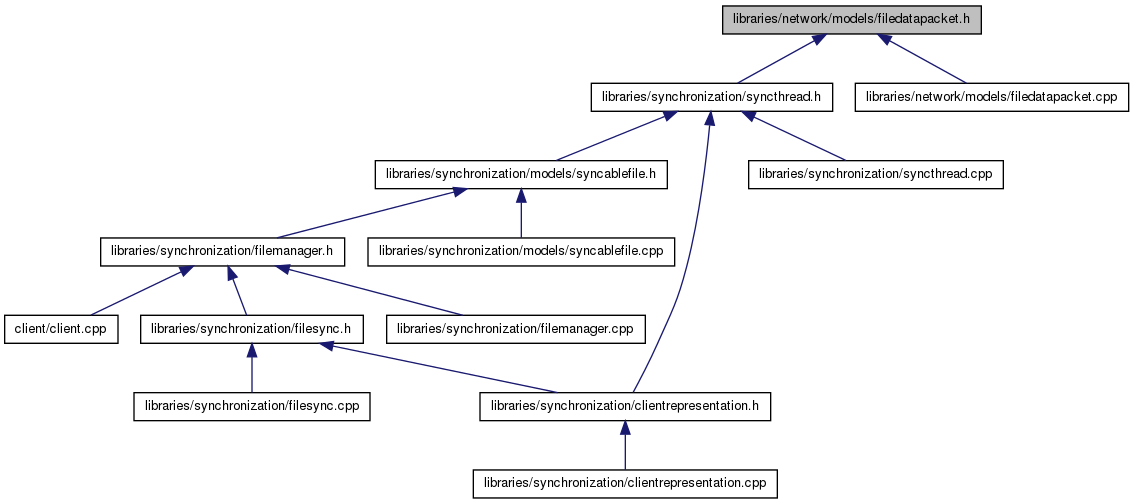 libraries/network/models/filedatapacket.h
libraries/synchronization/syncthread.h
libraries/network/models/filedatapacket.cpp
libraries/synchronization/models/syncablefile.h
libraries/synchronization/syncthread.cpp
libraries/synchronization/filemanager.h
libraries/synchronization/models/syncablefile.cpp
client/client.cpp
libraries/synchronization/filesync.h
libraries/synchronization/filemanager.cpp
libraries/synchronization/filesync.cpp
libraries/synchronization/clientrepresentation.h
libraries/synchronization/clientrepresentation.cpp